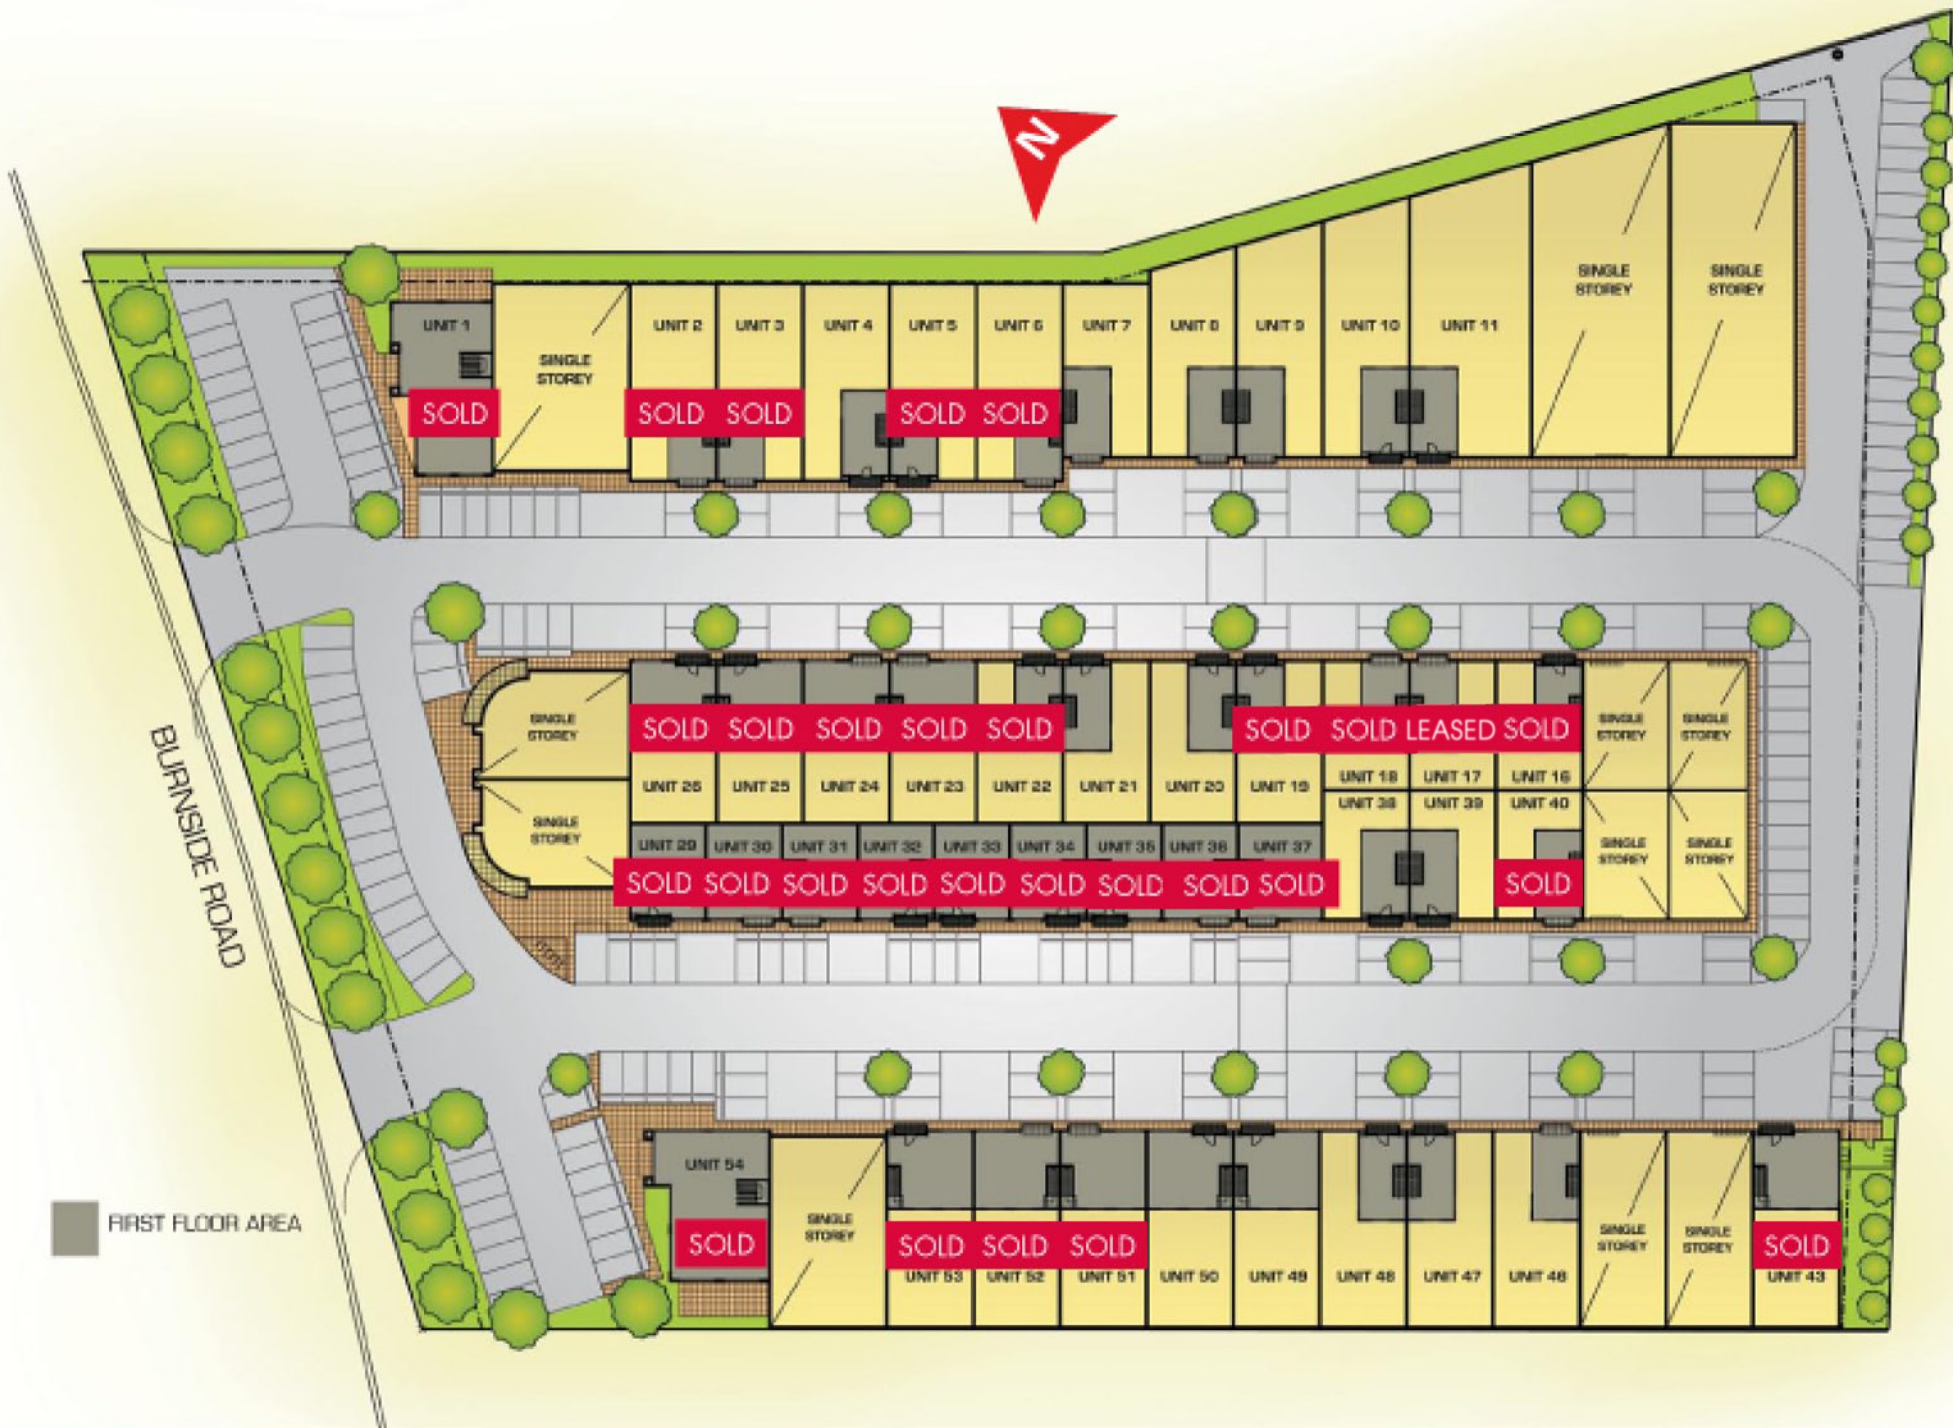 N
UNIT 1
SINGLE
STOREY
UNIT 2
UNIT 3
UNIT 4
UNIT 5
UNIT 6
UNIT 7
UNIT 8
UNIT 9
UNIT 10
UNIT 11
SINGLE
STOREY
SINGLE
STOREY
SOLD
SOLD
SOLD
SOLD
SOLD
SINGLE
STOREY
SOLD
SOLD
SOLD
SOLD
SOLD
SOLD
SOLD
LEASED
SOLD
SINGLE
STOREY
SINGLE
STOREY
UNIT 26
UNIT 25
UNIT 24
UNIT 23
UNIT 22
UNIT 21
UNIT 20
UNIT 19
UNIT 18
UNIT 17
UNIT 16
SINGLE
STOREY
UNIT 29
UNIT 30
UNIT 31
UNIT 32
UNIT 33
UNIT 34
UNIT 35
UNIT 36
UNIT 37
UNIT 38
UNIT 39
UNIT 40
SINGLE
STOREY
SINGLE
STOREY
SOLD
SOLD
SOLD
SOLD
SOLD
SOLD
SOLD
SOLD
SOLD
SOLD
BURNSIDE ROAD
UNIT 54
SOLD
SINGLE
STOREY
SOLD
SOLD
SOLD
SINGLE
STOREY
SINGLE
STOREY
SOLD
UNIT 53
UNIT 52
UNIT 51
UNIT 50
UNIT 49
UNIT 48
UNIT 47
UNIT 46
UNIT 43
FIRST FLOOR AREA